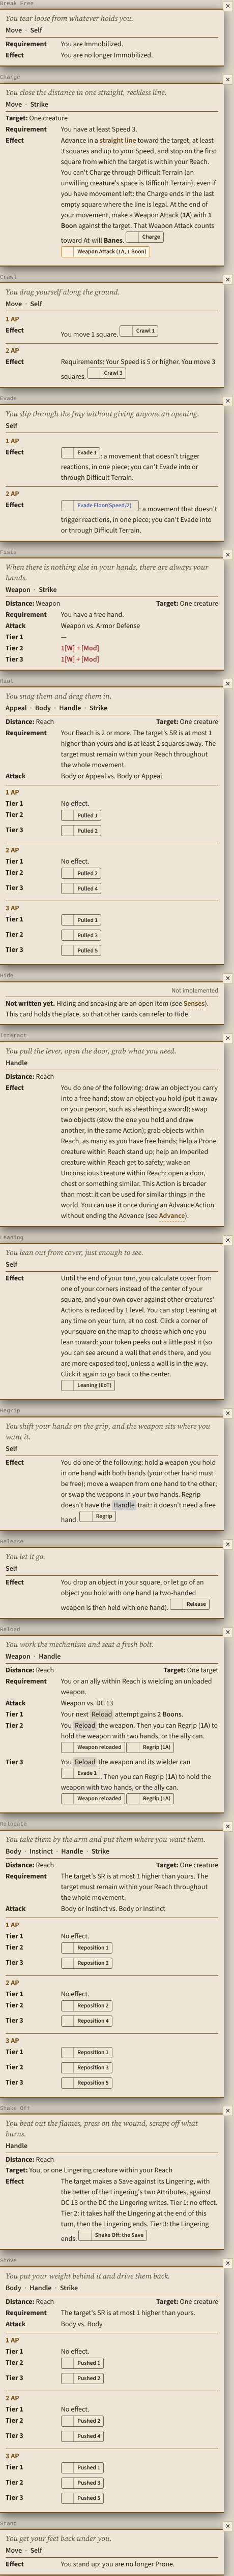 Break Free
You tear loose from whatever holds you.
Move · Self
Requirement You are Immobilized.
Effect You are no longer Immobilized.
Charge
You close the distance in one straight, reckless line.
Move · Strike
Target: One creature
Requirement You have at least Speed 3.
Effect Advance in a straight line toward the target, at least
3 squares and up to your Speed, and stop on the first
square from which the target is within your Reach.
You can't Charge through Difficult Terrain (an
unwilling creature's space is Difficult Terrain), even if
you have movement left: the Charge ends in the last
empty square where the line is legal. At the end of
your movement, make a Weapon Attack (1A) with 1
Boon against the target. That Weapon Attack counts
toward At-will Banes. Charge
Weapon Attack (1A, 1 Boon)
Crawl
You drag yourself along the ground.
Move · Self
1 AP
Effect
You move 1 square. Crawl 1
2 AP
Effect Requirements: Your Speed is 5 or higher. You move 3
squares. Crawl 3
Evade
You slip through the fray without giving anyone an opening.
Self
1 AP
Effect Evade 1 : a movement that doesn't trigger
reactions, in one piece; you can't Evade into or
through Difficult Terrain.
2 AP
Effect Evade Floor(Speed/2) : a movement that doesn't
trigger reactions, in one piece; you can't Evade into
or through Difficult Terrain.
Fists
When there is nothing else in your hands, there are always your
hands.
Weapon · Strike
Distance: Weapon Target: One creature
Requirement You have a free hand.
Attack Weapon vs. Armor Defense
Tier 1 —
Tier 2 1[W] + [Mod]
Tier 3 1[W] + [Mod]
Haul
You snag them and drag them in.
Appeal · Body · Handle · Strike
Distance: Reach Target: One creature
Requirement Your Reach is 2 or more. The target's SR is at most 1
higher than yours and is at least 2 squares away. The
target must remain within your Reach throughout
the whole movement.
Attack Body or Appeal vs. Body or Appeal
1 AP
Tier 1 No effect.
Tier 2 Pulled 1
Tier 3 Pulled 2
2 AP
Tier 1 No effect.
Tier 2 Pulled 2
Tier 3 Pulled 4
3 AP
Tier 1 Pulled 1
Tier 2 Pulled 3
Tier 3 Pulled 5
Hide
Not implemented
Not written yet. Hiding and sneaking are an open item (see Senses).
This card holds the place, so that other cards can refer to Hide.
Interact
You pull the lever, open the door, grab what you need.
Handle
Distance: Reach
Effect You do one of the following: draw an object you carry
into a free hand; stow an object you hold (put it away
on your person, such as sheathing a sword); swap
two objects (stow the one you hold and draw
another, in the same Action); grab objects within
Reach, as many as you have free hands; help a Prone
creature within Reach stand up; help an Imperiled
creature within Reach get to safety; wake an
Unconscious creature within Reach; open a door,
chest or something similar. This Action is broader
than most: it can be used for similar things in the
world. You can use it once during an Advance Action
without ending the Advance (see Advance).
Leaning
You lean out from cover, just enough to see.
Self
Effect Until the end of your turn, you calculate cover from
one of your corners instead of the center of your
square, and your own cover against other creatures'
Actions is reduced by 1 level. You can stop Leaning at
any time on your turn, at no cost. Click a corner of
your square on the map to choose which one you
lean toward: your token peeks out a little past it (so
you can see around a wall that ends there, and you
are more exposed too), unless a wall is in the way.
Click it again to go back to the center.
Leaning (EoT)
Regrip
You shift your hands on the grip, and the weapon sits where you
want it.
Self
Effect You do one of the following: hold a weapon you hold
in one hand with both hands (your other hand must
be free); move a weapon from one hand to the other;
or swap the weapons in your two hands. Regrip
doesn't have the Handle trait: it doesn't need a free
hand. Regrip
Release
You let it go.
Self
Effect You drop an object in your square, or let go of an
object you hold with one hand (a two-handed
weapon is then held with one hand). Release
Reload
You work the mechanism and seat a fresh bolt.
Weapon · Handle
Distance: Reach Target: One target
Requirement You or an ally within Reach is wielding an unloaded
weapon.
Attack Weapon vs. DC 13
Tier 1 Your next Reload attempt gains 2 Boons.
Tier 2 You Reload the weapon. Then you can Regrip (1A) to
hold the weapon with two hands, or the ally can.
Weapon reloaded Regrip (1A)
Tier 3 You Reload the weapon and its wielder can
Evade 1 . Then you can Regrip (1A) to hold the
weapon with two hands, or the ally can.
Weapon reloaded Regrip (1A)
Relocate
You take them by the arm and put them where you want them.
Body · Instinct · Handle · Strike
Distance: Reach Target: One creature
Requirement The target's SR is at most 1 higher than yours. The
target must remain within your Reach throughout
the whole movement.
Attack Body or Instinct vs. Body or Instinct
1 AP
Tier 1 No effect.
Tier 2 Reposition 1
Tier 3 Reposition 2
2 AP
Tier 1 No effect.
Tier 2 Reposition 2
Tier 3 Reposition 4
3 AP
Tier 1 Reposition 1
Tier 2 Reposition 3
Tier 3 Reposition 5
Shake Off
You beat out the flames, press on the wound, scrape off what
burns.
Handle
Distance: Reach
Target: You, or one Lingering creature within your Reach
Effect The target makes a Save against its Lingering, with
the better of the Lingering's two Attributes, against
DC 13 or the DC the Lingering writes. Tier 1: no effect.
Tier 2: it takes half the Lingering at the end of this
turn, then the Lingering ends. Tier 3: the Lingering
ends. Shake Off: the Save
Shove
You put your weight behind it and drive them back.
Body · Handle · Strike
Distance: Reach Target: One creature
Requirement The target's SR is at most 1 higher than yours.
Attack Body vs. Body
1 AP
Tier 1 No effect.
Tier 2 Pushed 1
Tier 3 Pushed 2
2 AP
Tier 1 No effect.
Tier 2 Pushed 2
Tier 3 Pushed 4
3 AP
Tier 1 Pushed 1
Tier 2 Pushed 3
Tier 3 Pushed 5
Stand
You get your feet back under you.
Move · Self
Effect You stand up: you are no longer Prone.